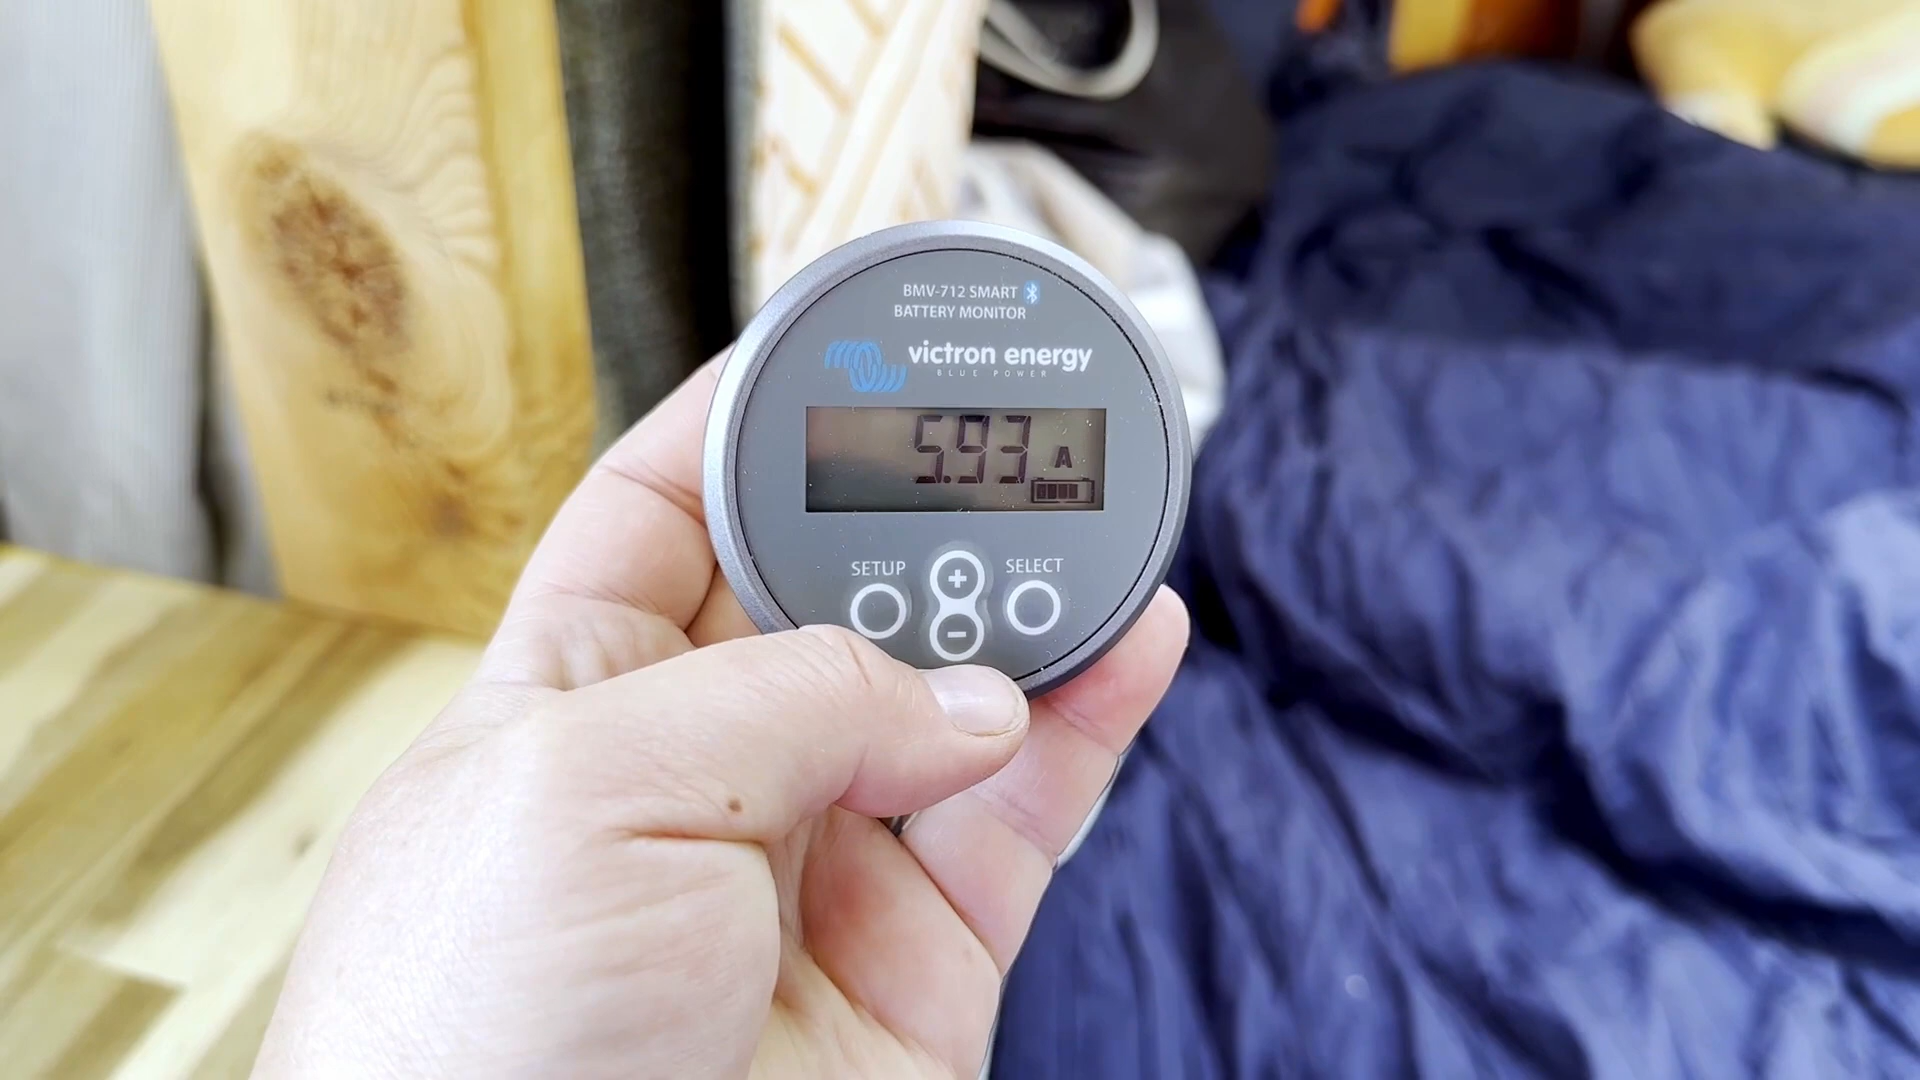 BMV-712 SMART
BATTERY MONITOR
victron energy
BLUE POWER
5.93 A
SETUP + SELECT
-